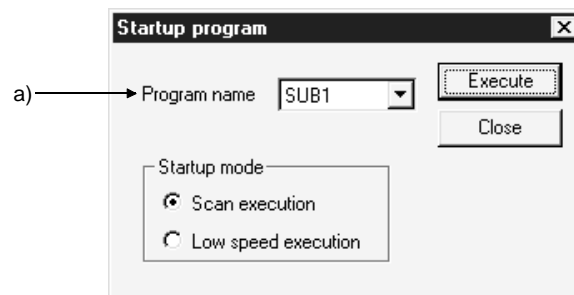 Startup program
a)
Program name
SUB1
Execute
Close
Startup mode
Scan execution
Low speed execution